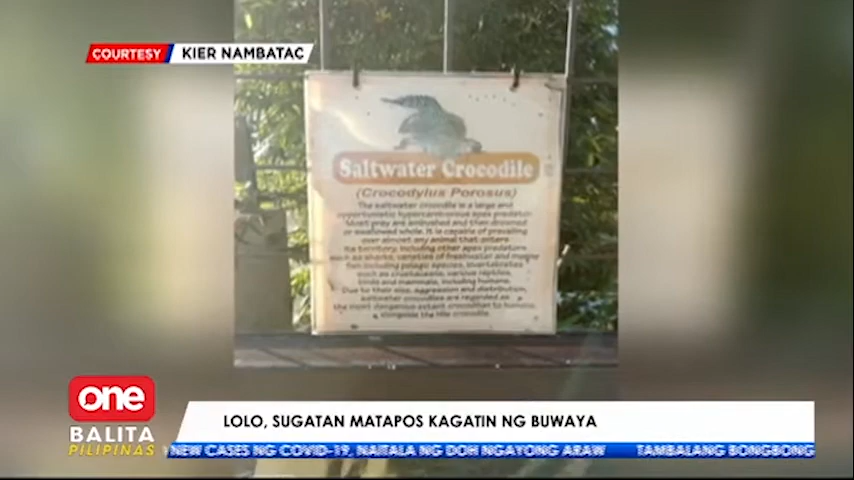 COURTESY KIER NAMBATAC
Saltwater Crocodile
(Crocodylus Porosus)
The saltwater crocodile is a large and
opportunistic hypercarnivorous apex predator.
Most prey are ambushed and then drowned
or swallowed whole. It is capable of prevailing
over almost any animal that enters
its territory, including other apex predators
such as sharks, varieties of freshwater and marine
fish including pelagic species, invertebrates
such as crustaceans, various reptiles,
birds and mammals, including humans.
Due to their size, aggression and distribution,
saltwater crocodiles are regarded as
the most dangerous extant crocodilian to humans,
alongside the Nile crocodile.
one
BALITA
PILIPINAS
LOLO, SUGATAN MATAPOS KAGATIN NG BUWAYA
NEW CASES NG COVID-19, NAITALA NG DOH NGAYONG ARAW TAMBALANG BONGBONG